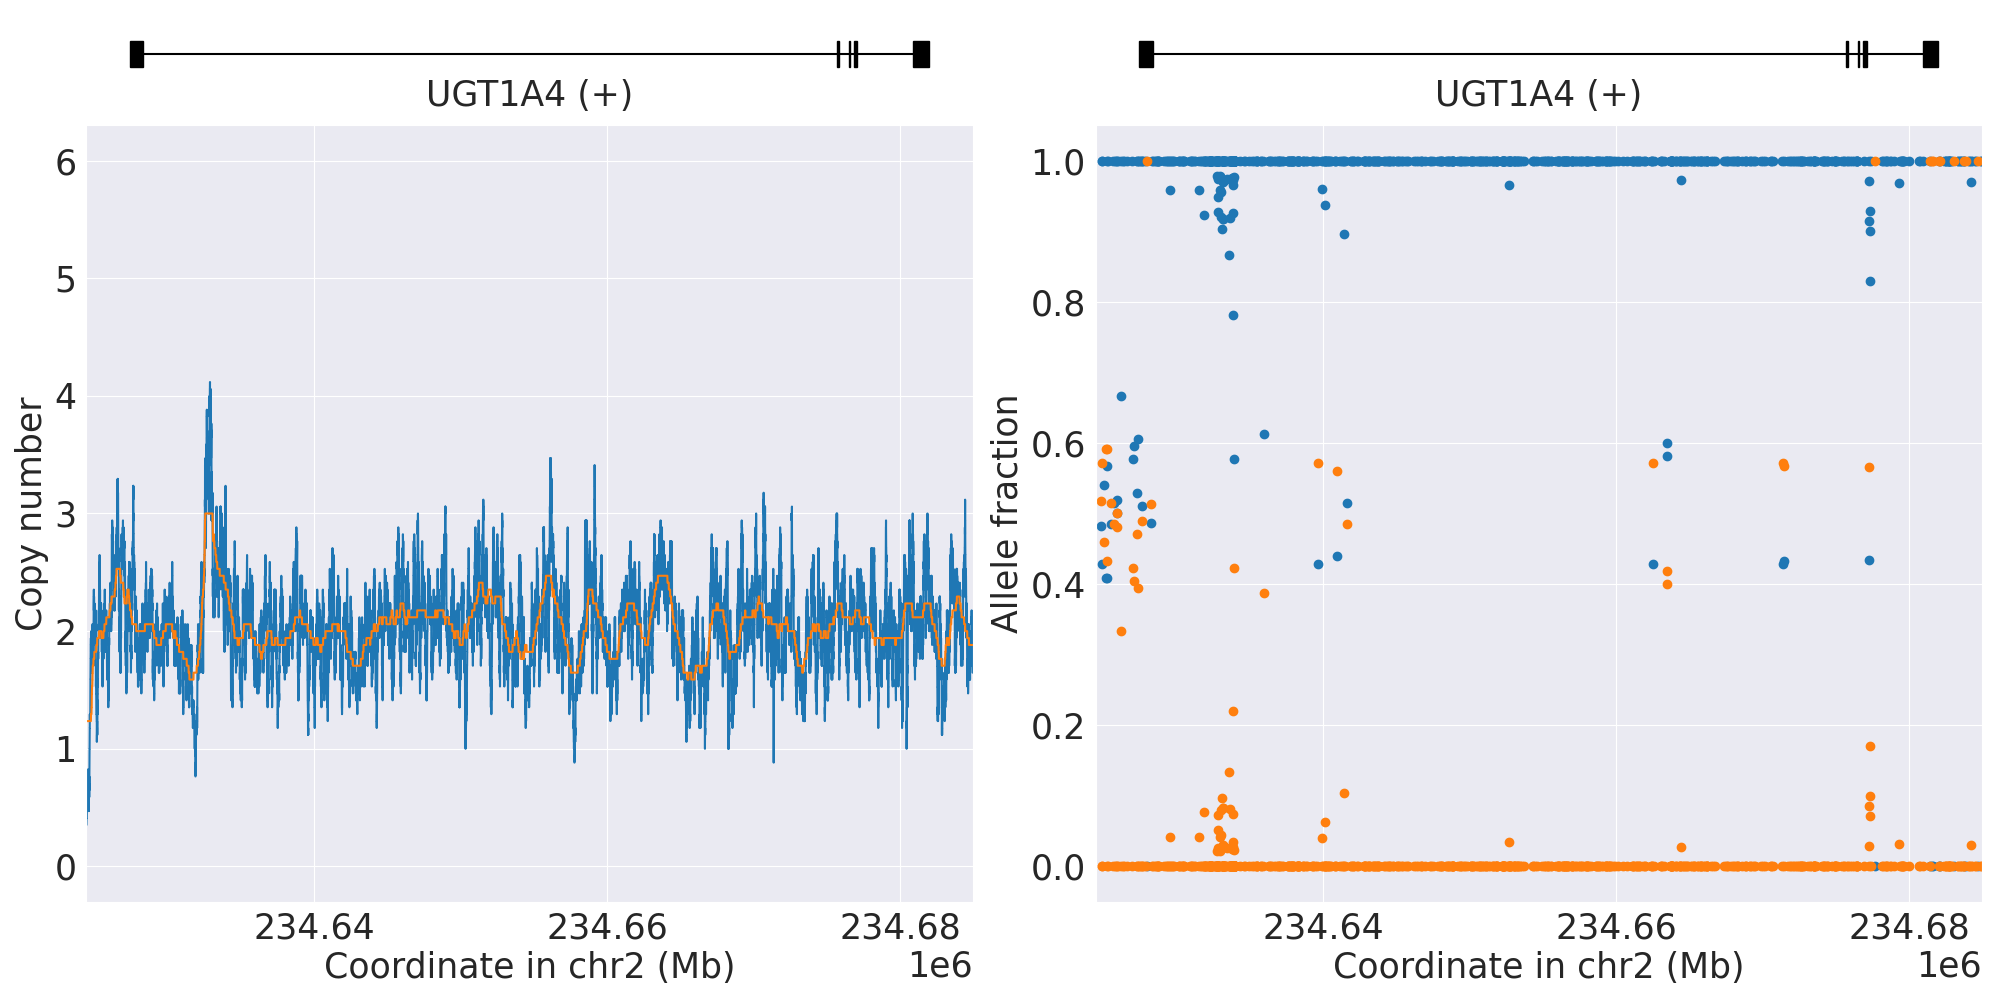 UGT1A4 (+)
Copy number
6
5
4
3
2
1
0
234.64
234.66
234.68
Coordinate in chr2 (Mb)
1e6
UGT1A4 (+)
Allele fraction
1.0
0.8
0.6
0.4
0.2
0.0
234.64
234.66
234.68
Coordinate in chr2 (Mb)
1e6